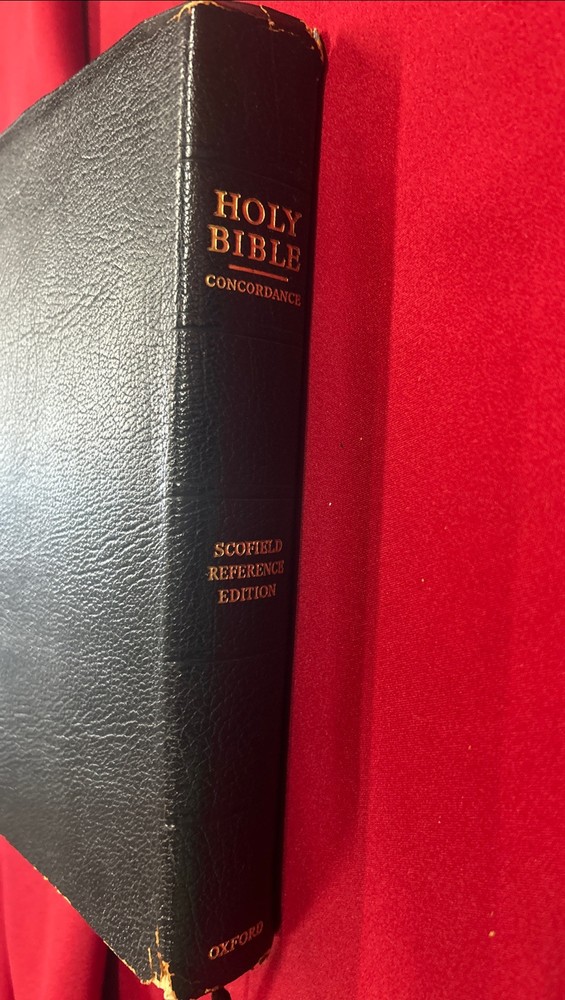 HOLY
BIBLE
CONCORDANCE
SCOFIELD
REFERENCE
EDITION
OXFORD